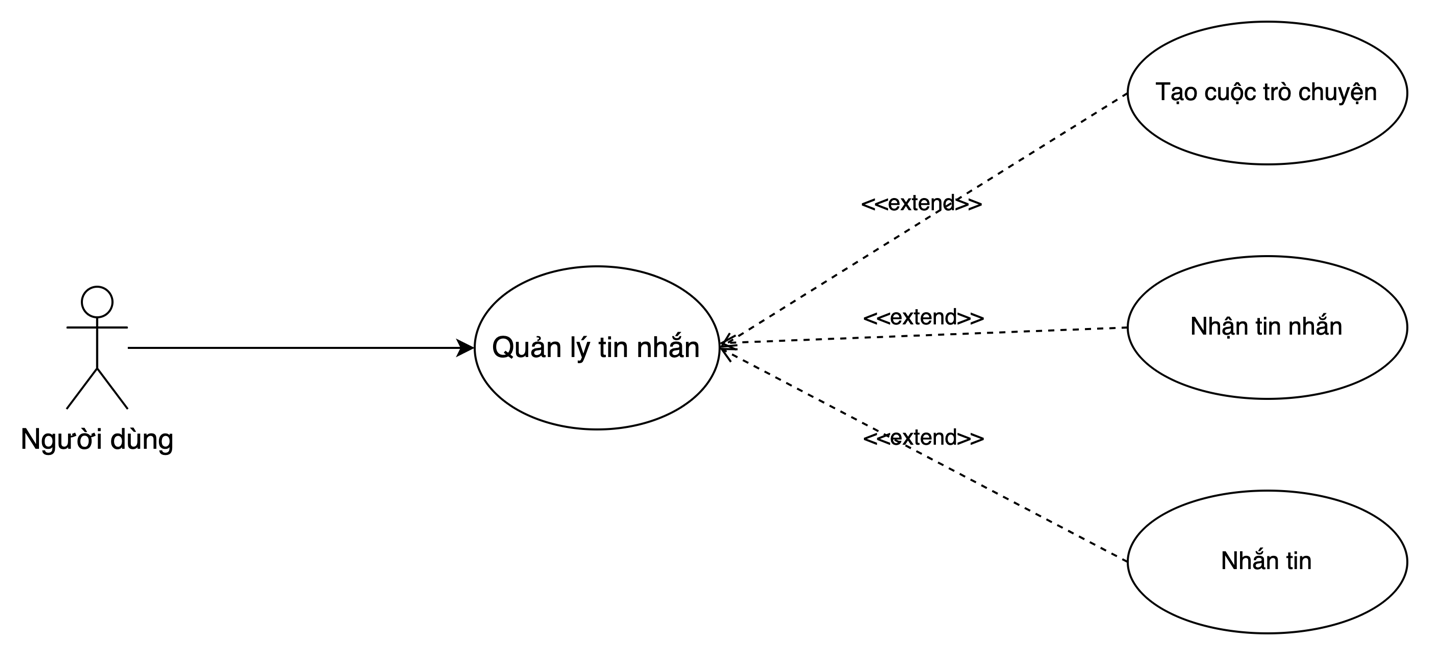 Tạo cuộc trò chuyện
<<extend>>
<<extend>>
Nhận tin nhắn
Quản lý tin nhắn
Người dùng
<<extend>>
Nhắn tin